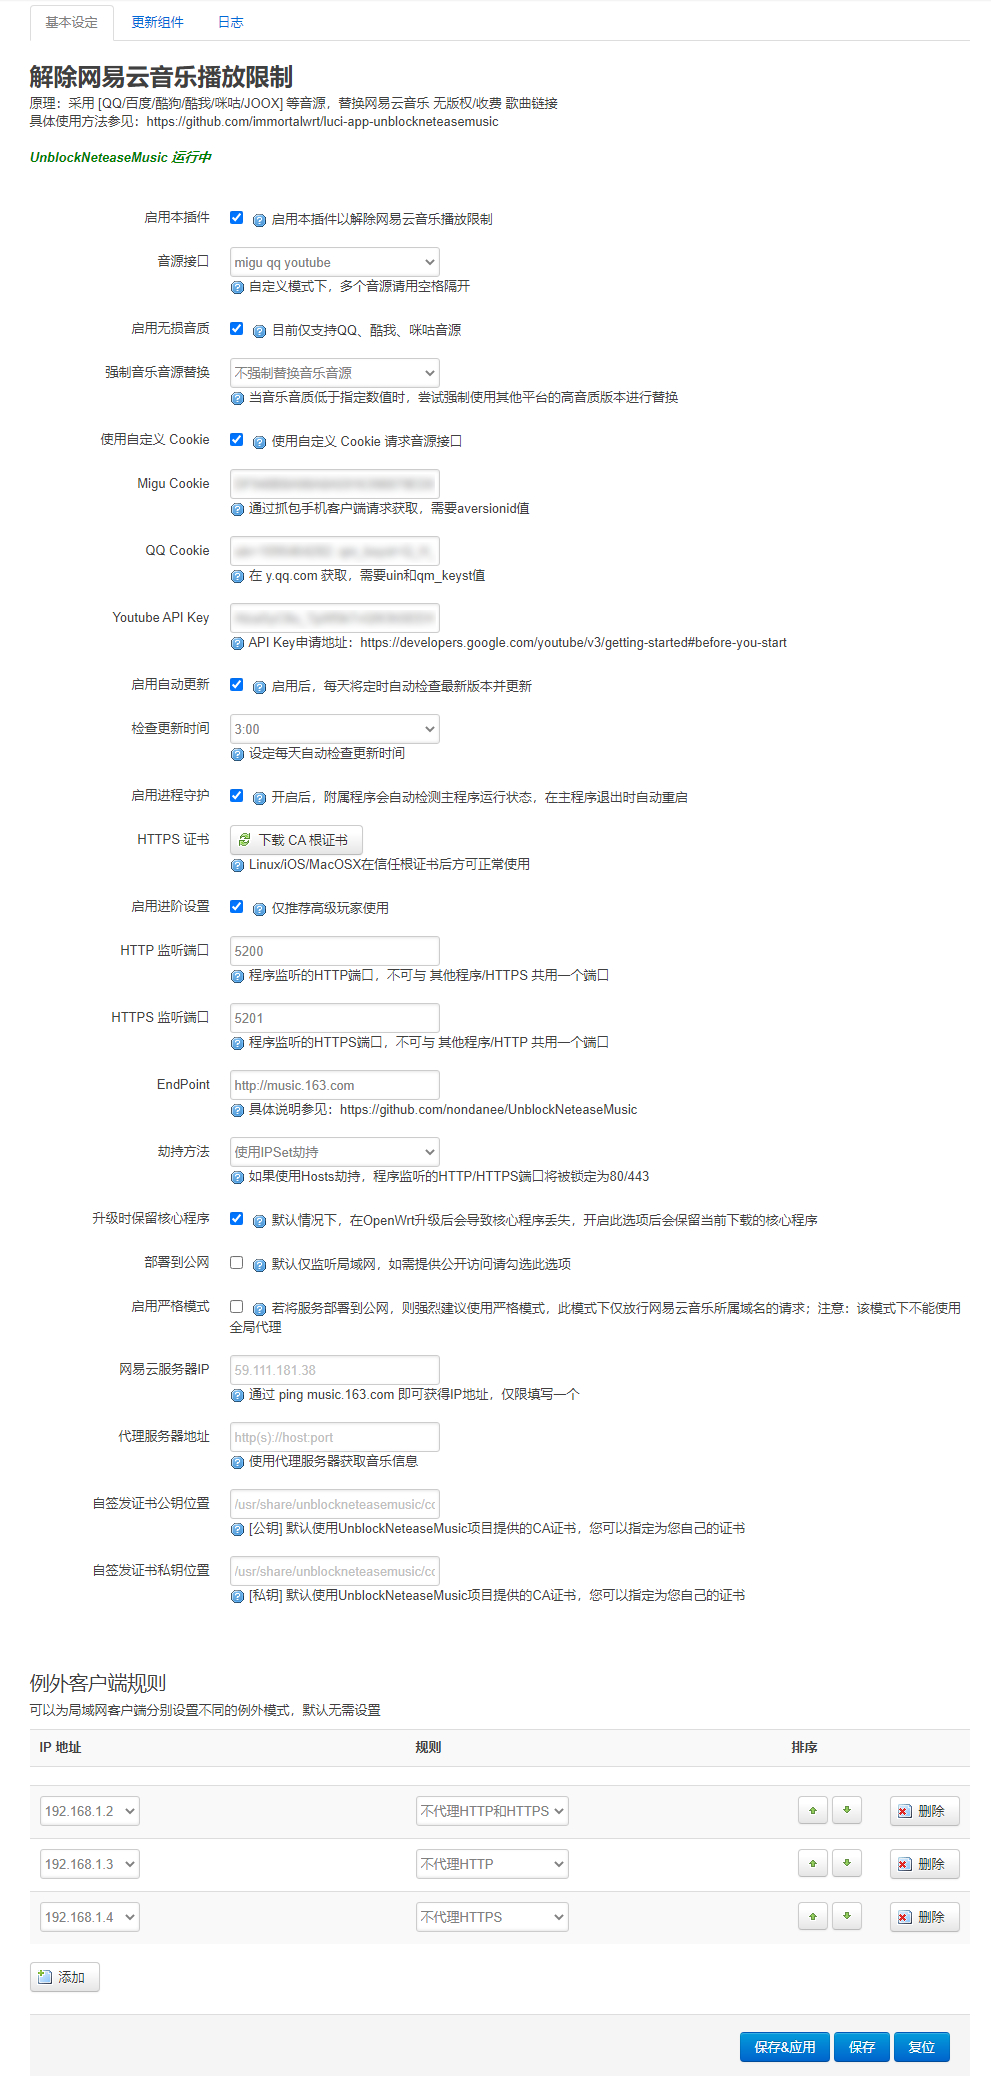 基本设定 更新组件 日志
解除网易云音乐播放限制
原理：采用 [QQ/百度/酷狗/酷我/咪咕/JOOX] 等音源，替换网易云音乐 无版权/收费 歌曲链接
具体使用方法参见：https://github.com/immortalwrt/luci-app-unblockneteasemusic
UnblockNeteaseMusic 运行中
启用本插件 启用本插件以解除网易云音乐播放限制
音源接口 migu qq youtube
自定义模式下，多个音源请用空格隔开
启用无损音质 目前仅支持QQ、酷我、咪咕音源
强制音乐音源替换 不强制替换音乐音源
当音乐音质低于指定数值时，尝试强制使用其他平台的高音质版本进行替换
使用自定义 Cookie 使用自定义 Cookie 请求音源接口
Migu Cookie
通过抓包手机客户端请求获取，需要aversionid值
QQ Cookie
在 y.qq.com 获取，需要uin和qm_keyst值
Youtube API Key
API Key申请地址：https://developers.google.com/youtube/v3/getting-started#before-you-start
启用自动更新 启用后，每天将定时自动检查最新版本并更新
检查更新时间 3:00
设定每天自动检查更新时间
启用进程守护 开启后，附属程序会自动检测主程序运行状态，在主程序退出时自动重启
HTTPS 证书 下载 CA 根证书
Linux/iOS/MacOSX在信任根证书后方可正常使用
启用进阶设置 仅推荐高级玩家使用
HTTP 监听端口 5200
程序监听的HTTP端口，不可与 其他程序/HTTPS 共用一个端口
HTTPS 监听端口 5201
程序监听的HTTPS端口，不可与 其他程序/HTTP 共用一个端口
EndPoint http://music.163.com
具体说明参见：https://github.com/nondanee/UnblockNeteaseMusic
劫持方法 使用IPSet劫持
如果使用Hosts劫持，程序监听的HTTP/HTTPS端口将被锁定为80/443
升级时保留核心程序 默认情况下，在OpenWrt升级后会导致核心程序丢失，开启此选项后会保留当前下载的核心程序
部署到公网 默认仅监听局域网，如需提供公开访问请勾选此选项
启用严格模式 若将服务部署到公网，则强烈建议使用严格模式，此模式下仅放行网易云音乐所属域名的请求；注意：该模式下不能使用
全局代理
网易云服务器IP 59.111.181.38
通过 ping music.163.com 即可获得IP地址，仅限填写一个
代理服务器地址 http(s)://host:port
使用代理服务器获取音乐信息
自签发证书公钥位置 /usr/share/unblockneteasemusic/cc
[公钥] 默认使用UnblockNeteaseMusic项目提供的CA证书，您可以指定为您自己的证书
自签发证书私钥位置 /usr/share/unblockneteasemusic/cc
[私钥] 默认使用UnblockNeteaseMusic项目提供的CA证书，您可以指定为您自己的证书
例外客户端规则
可以为局域网客户端分别设置不同的例外模式，默认无需设置
IP 地址 规则 排序
192.168.1.2 不代理HTTP和HTTPS 删除
192.168.1.3 不代理HTTP 删除
192.168.1.4 不代理HTTPS 删除
添加
保存&应用 保存 复位